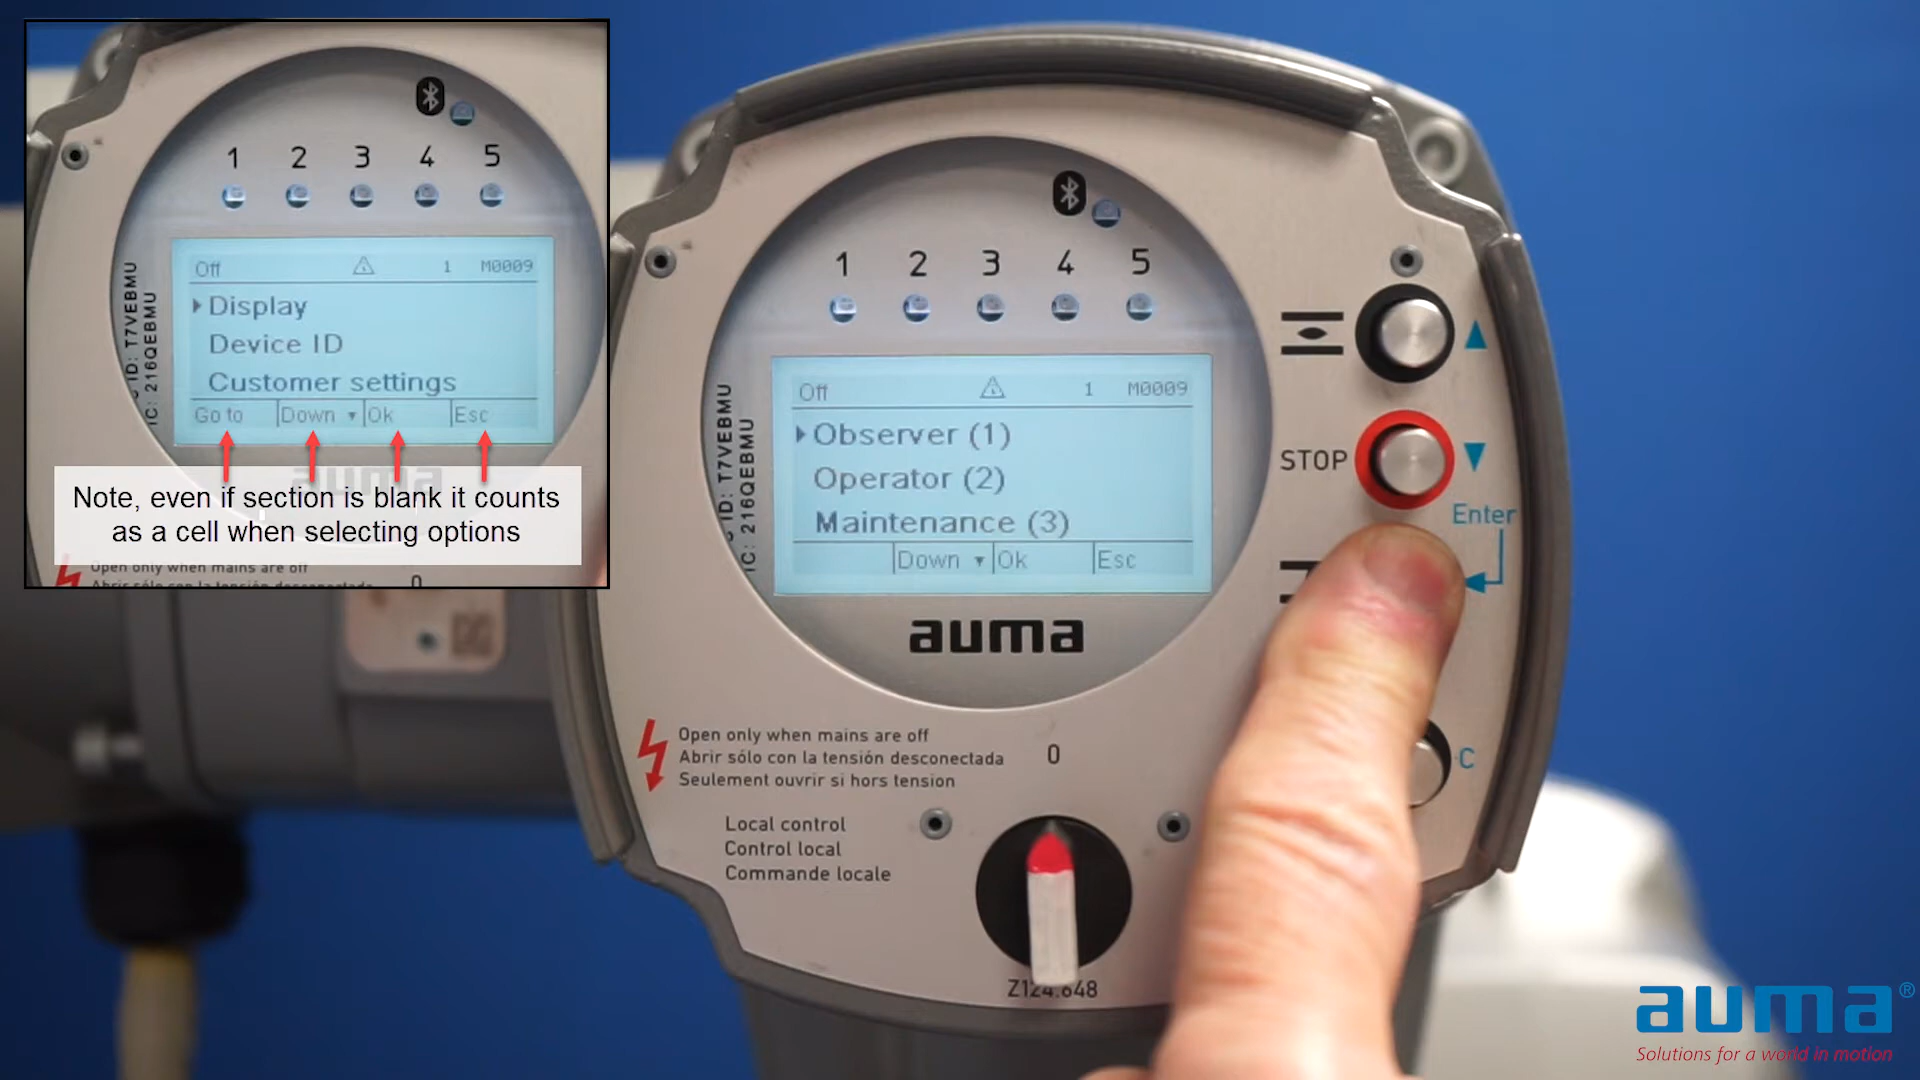 1 2 3 4 5
ID: T7VEBMU
IC: 216QEBMU
Off 1 M0009
Display
Device ID
Customer settings
Go to Down Ok Esc
Note, even if section is blank it counts
as a cell when selecting options
Open only when mains are off
Abrir sólo con la tensión desconectada
0
1 2 3 4 5
ID: T7VEBMU
IC: 216QEBMU
Off 1 M0009
Observer (1)
Operator (2)
Maintenance (3)
Down Ok Esc
auma
STOP
Enter
C
Open only when mains are off
Abrir sólo con la tensión desconectada
Seulement ouvrir si hors tension
0
Local control
Control local
Commande locale
Z124.648
auma®
Solutions for a world in motion